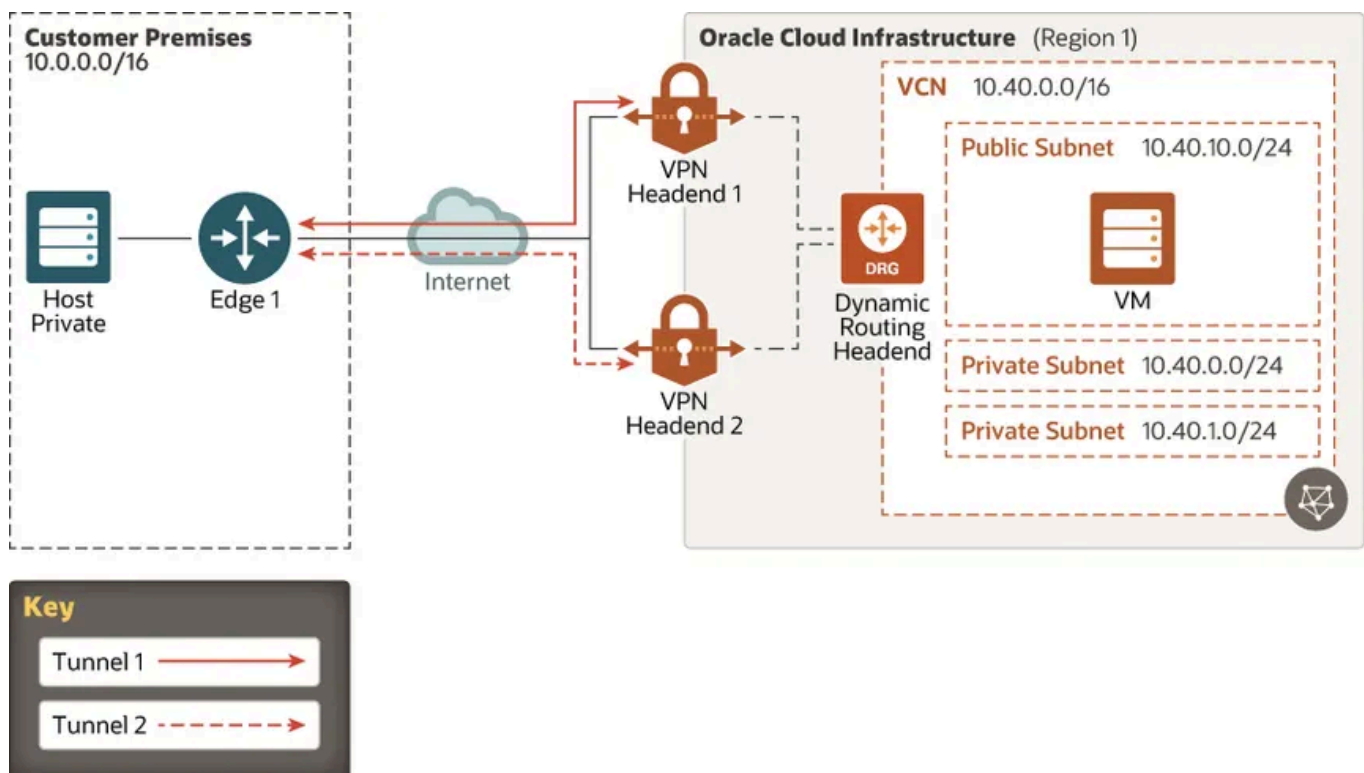 Customer Premises
10.0.0.0/16
Host
Private
Edge 1
Internet
Oracle Cloud Infrastructure (Region 1)
VPN
Headend 1
VPN
Headend 2
DRG
Dynamic
Routing
Headend
VCN 10.40.0.0/16
Public Subnet 10.40.10.0/24
VM
Private Subnet 10.40.0.0/24
Private Subnet 10.40.1.0/24
Key
Tunnel 1
Tunnel 2